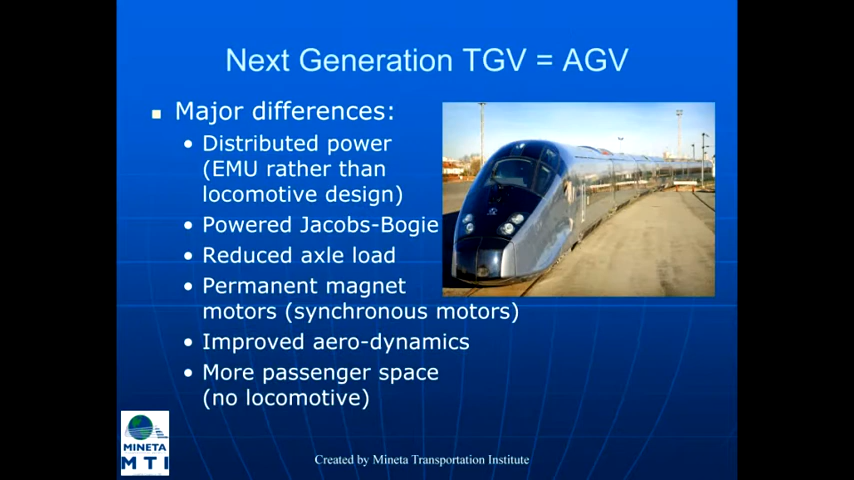 Next Generation TGV = AGV
Major differences:
Distributed power
(EMU rather than
locomotive design)
Powered Jacobs-Bogie
Reduced axle load
Permanent magnet
motors (synchronous motors)
Improved aero-dynamics
More passenger space
(no locomotive)
MINETA
MTI
Created by Mineta Transportation Institute